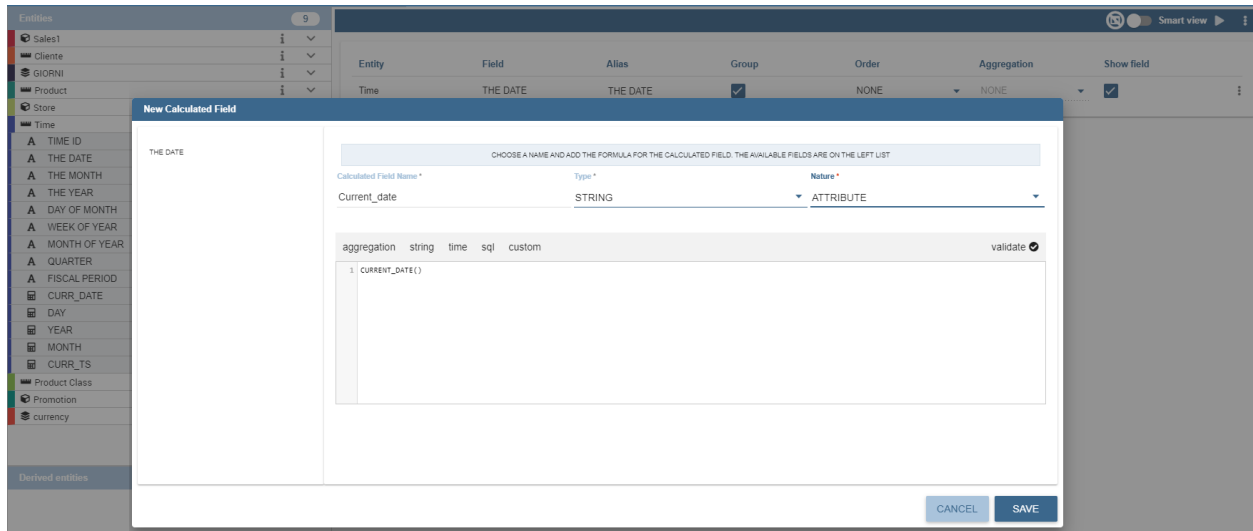 Entities 9
Smart view
Sales1
Cliente
GIORNI
Product
Store
Time
TIME ID
THE DATE
THE MONTH
THE YEAR
DAY OF MONTH
WEEK OF YEAR
MONTH OF YEAR
QUARTER
FISCAL PERIOD
CURR_DATE
DAY
YEAR
MONTH
CURR_TS
Product Class
Promotion
currency
Derived entities
Entity Field Alias Group Order Aggregation Show field
Time THE DATE THE DATE NONE NONE
New Calculated Field
THE DATE
CHOOSE A NAME AND ADD THE FORMULA FOR THE CALCULATED FIELD. THE AVAILABLE FIELDS ARE ON THE LEFT LIST
Calculated Field Name * Type * Nature *
Current_date STRING ATTRIBUTE
aggregation string time sql custom validate
1 CURRENT_DATE()
CANCEL SAVE